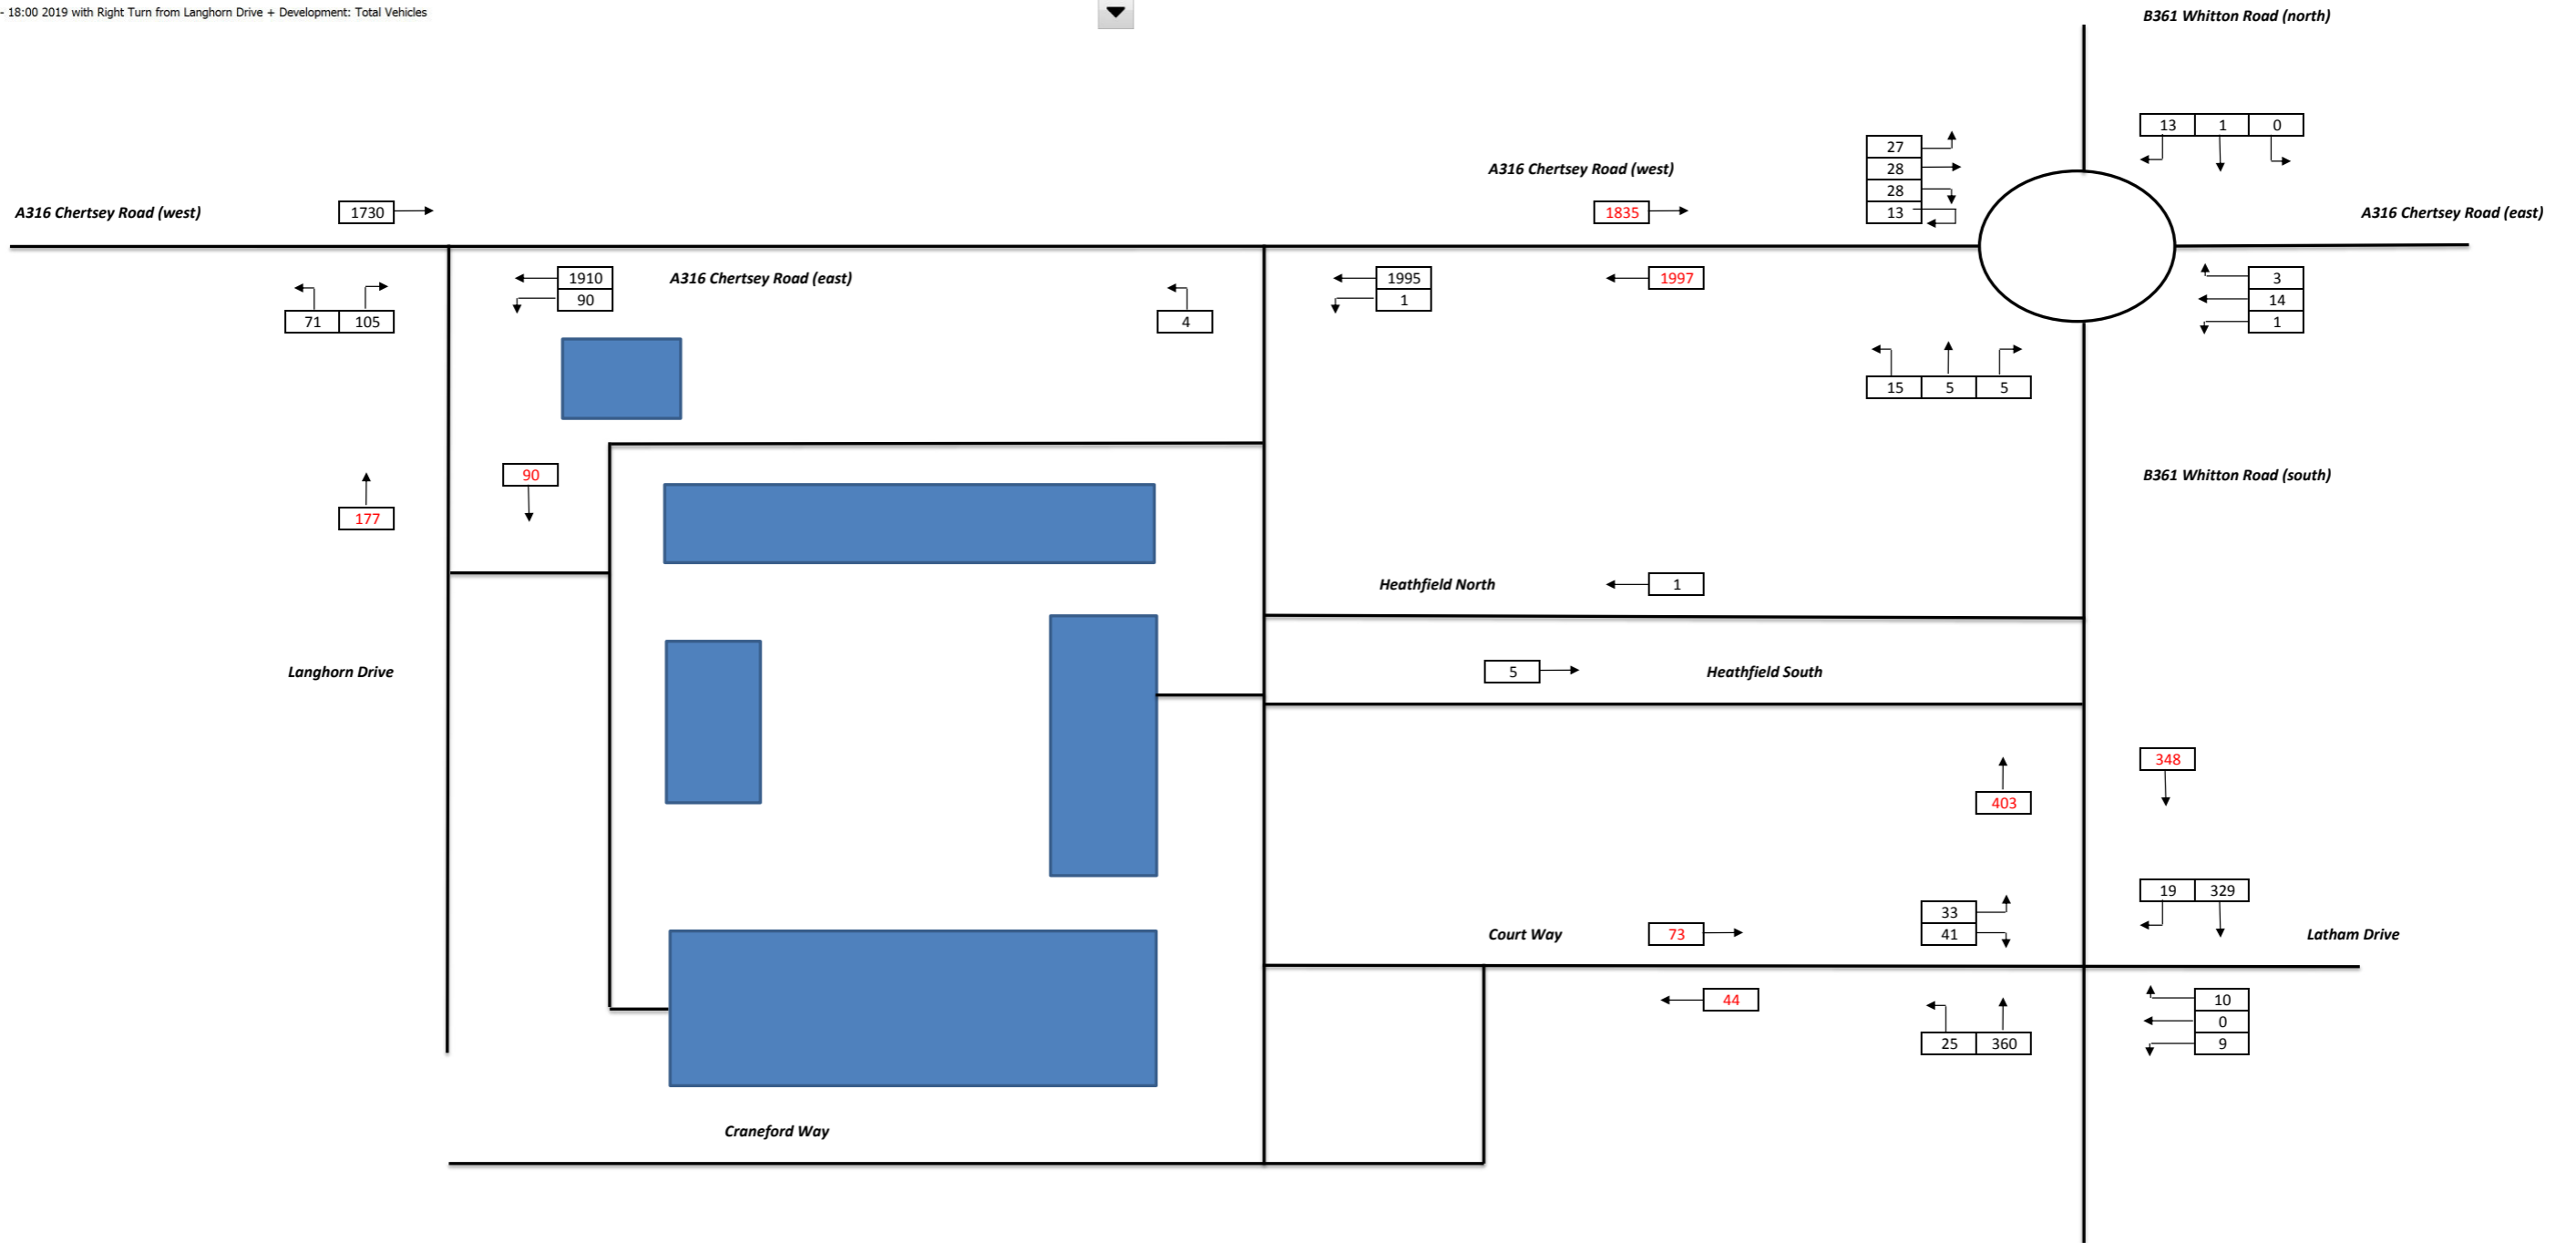 - 18:00 2019 with Right Turn from Langhorn Drive + Development: Total Vehicles
B361 Whitton Road (north)
13 1 0
27
28
28
13
A316 Chertsey Road (west)
A316 Chertsey Road (west)
1730
1835
A316 Chertsey Road (east)
1910
90
A316 Chertsey Road (east)
1995
1
1997
3
14
1
71 105
4
15 5 5
90
B361 Whitton Road (south)
177
Heathfield North
1
Langhorn Drive
5
Heathfield South
348
403
19 329
33
41
Court Way
73
Latham Drive
44
10
0
9
25 360
Craneford Way